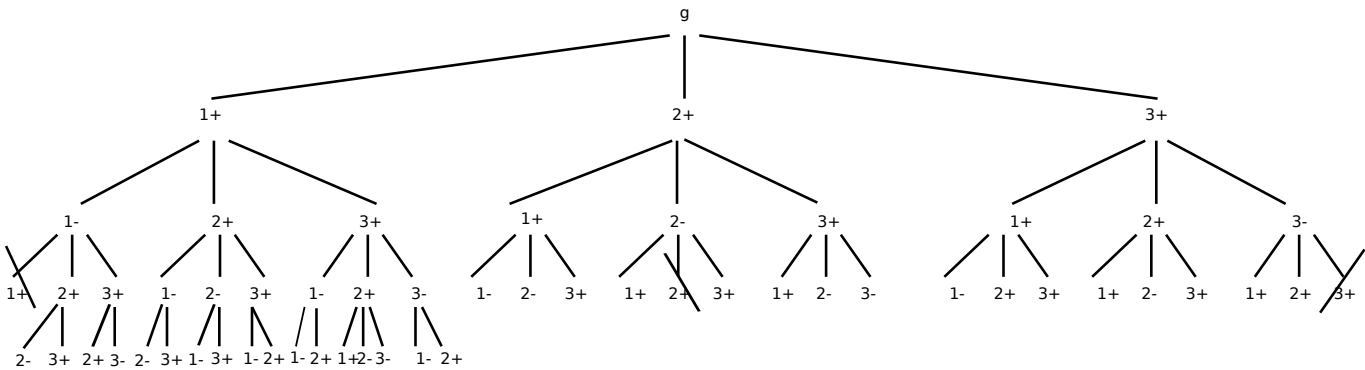 g
1+ 2+ 3+
1- 2+ 3+ 1+ 2- 3+ 1+ 2+ 3-
1+ 2+ 3+ 1- 2- 3+ 1- 2+ 3- 1- 2- 3+ 1+ 2+ 3+ 1+ 2- 3- 1- 2+ 3+ 1+ 2- 3+ 1+ 2+ 3+
2- 3+ 2+ 3- 2- 3+ 1- 3+ 1- 2+ 1- 2+ 1+ 2- 3- 1- 2+